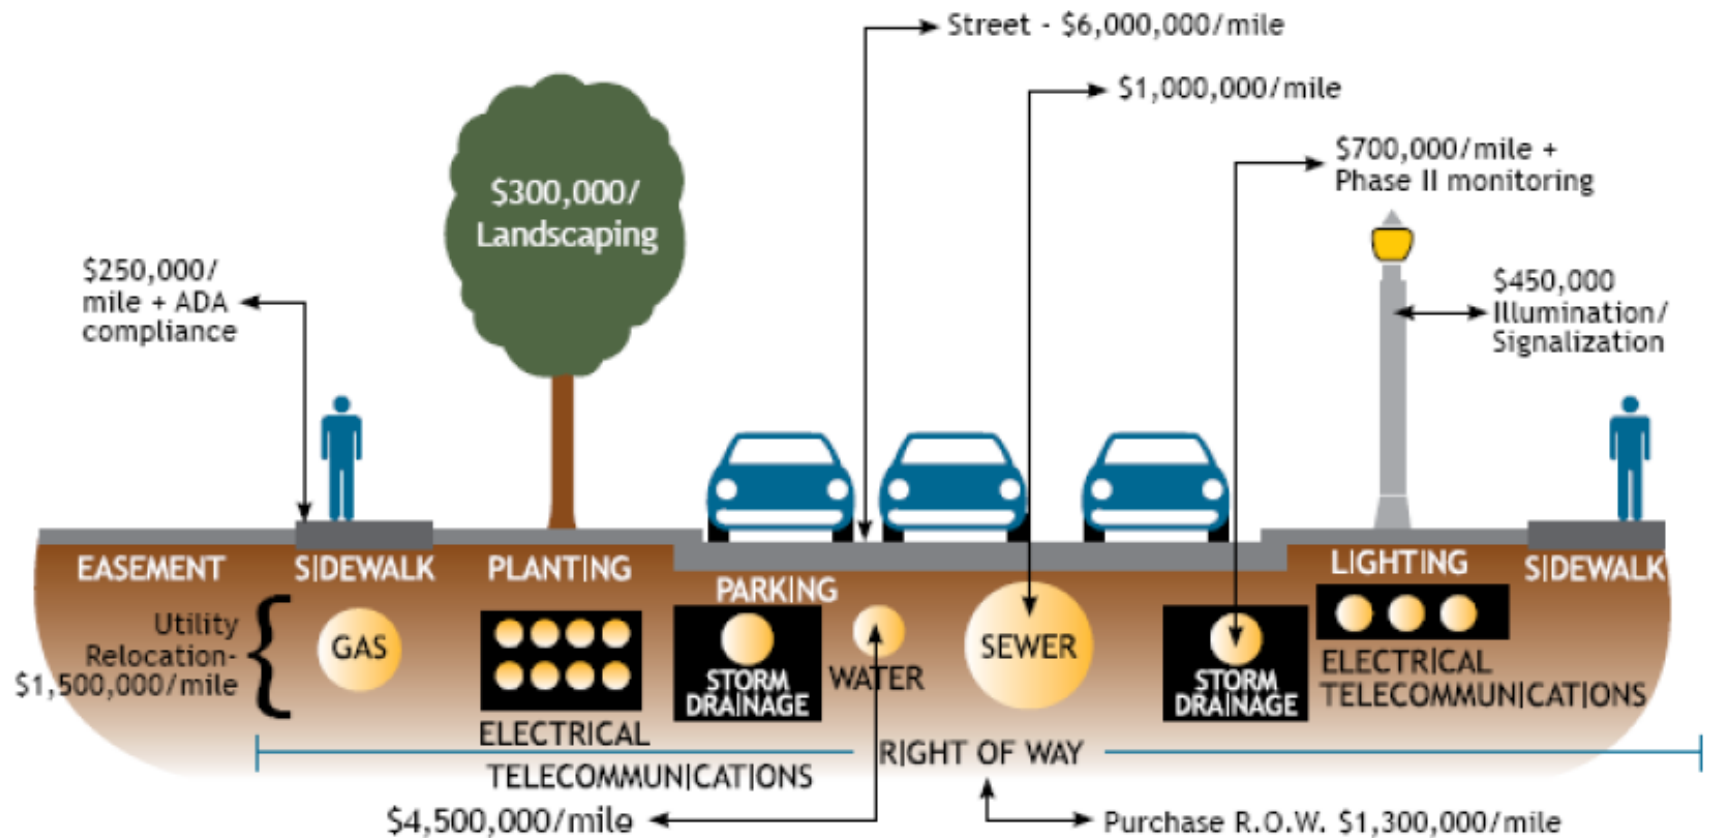 Street - $6,000,000/mile
$1,000,000/mile
$700,000/mile +
Phase II monitoring
$300,000/
Landscaping
$250,000/
mile + ADA
compliance
$450,000
Illumination/
Signalization
EASEMENT
SIDEWALK
PLANTING
PARKING
LIGHTING
SIDEWALK
Utility
Relocation-
$1,500,000/mile
GAS
STORM
DRAINAGE
WATER
SEWER
STORM
DRAINAGE
ELECTRICAL
TELECOMMUNICATIONS
ELECTRICAL
TELECOMMUNICATIONS
RIGHT OF WAY
$4,500,000/mile
Purchase R.O.W. $1,300,000/mile